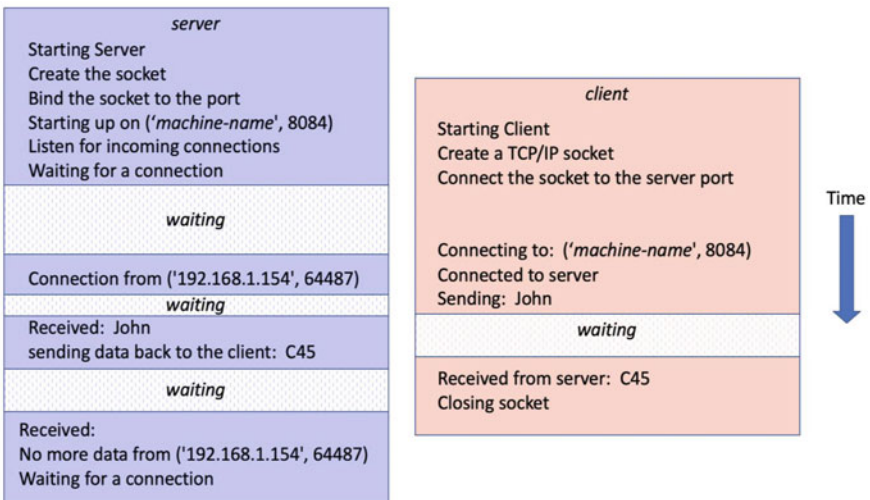 server
Starting Server
Create the socket
Bind the socket to the port
Starting up on (‘machine-name', 8084)
Listen for incoming connections
Waiting for a connection
waiting
Connection from ('192.168.1.154', 64487)
waiting
Received: John
sending data back to the client: C45
waiting
Received:
No more data from ('192.168.1.154', 64487)
Waiting for a connection
client
Starting Client
Create a TCP/IP socket
Connect the socket to the server port
Connecting to: (‘machine-name', 8084)
Connected to server
Sending: John
waiting
Received from server: C45
Closing socket
Time